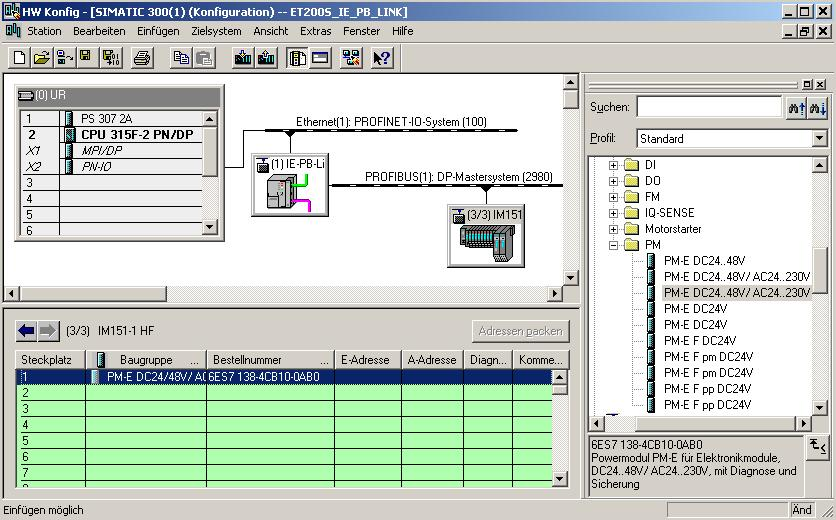 HW Konfig - [SIMATIC 300(1) (Konfiguration) -- ET200S_IE_PB_LINK]
Station Bearbeiten Einfügen Zielsystem Ansicht Extras Fenster Hilfe
(0) UR
1 PS 307 2A
2 CPU 315F-2 PN/DP
X1 MPI/DP
X2 PN-IO
3
4
5
6
Ethernet(1): PROFINET-IO-System (100)
(1) IE-PB-Li
PROFIBUS(1): DP-Mastersystem (2980)
(3/3) IM151
Suchen:
Profil: Standard
DI
DO
FM
IQ-SENSE
Motorstarter
PM
PM-E DC24..48V
PM-E DC24..48V/ AC24..230V
PM-E DC24..48V/ AC24..230V
PM-E DC24V
PM-E DC24V
PM-E F DC24V
PM-E F pm DC24V
PM-E F pm DC24V
PM-E F pp DC24V
PM-E F pp DC24V
6ES7 138-4CB10-0AB0
Powermodul PM-E für Elektronikmodule,
DC24..48V/ AC24..230V, mit Diagnose und
Sicherung
(3/3) IM151-1 HF
Adressen packen
Steckplatz Baugruppe ... Bestellnummer ... E-Adresse A-Adresse Diagn... Komme...
1 PM-E DC24/48V/ AC 6ES7 138-4CB10-0AB0
2
3
4
5
6
7
Einfügen möglich
Änd